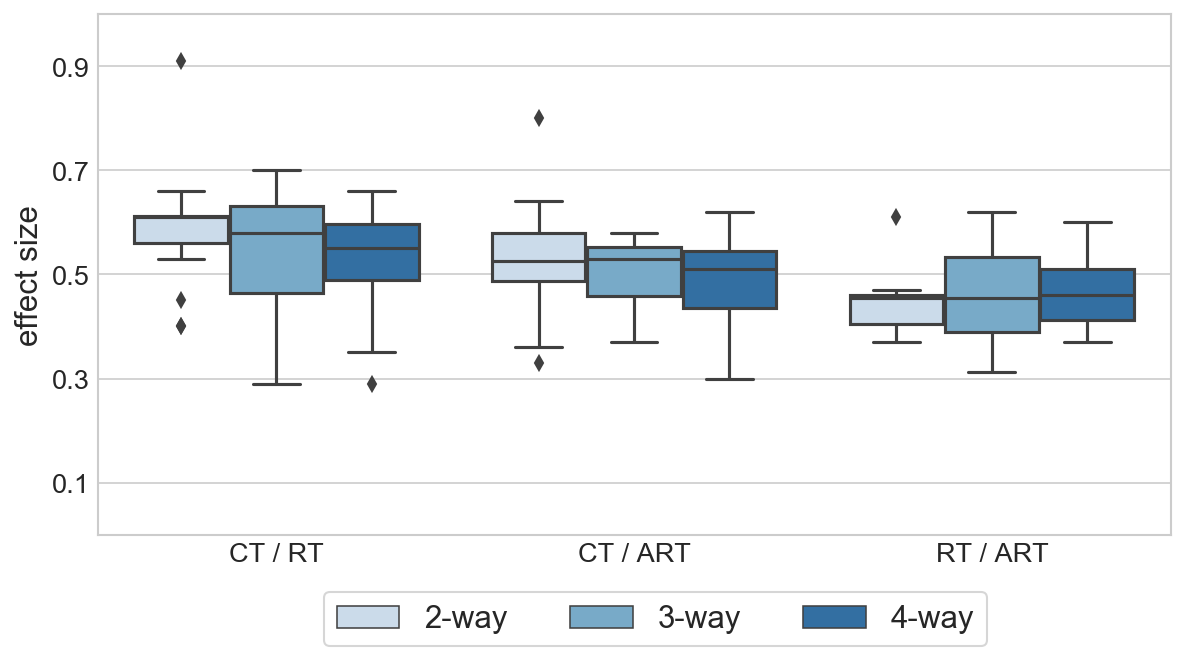 effect size
0.9
0.7
0.5
0.3
0.1
CT / RT
CT / ART
RT / ART
2-way
3-way
4-way